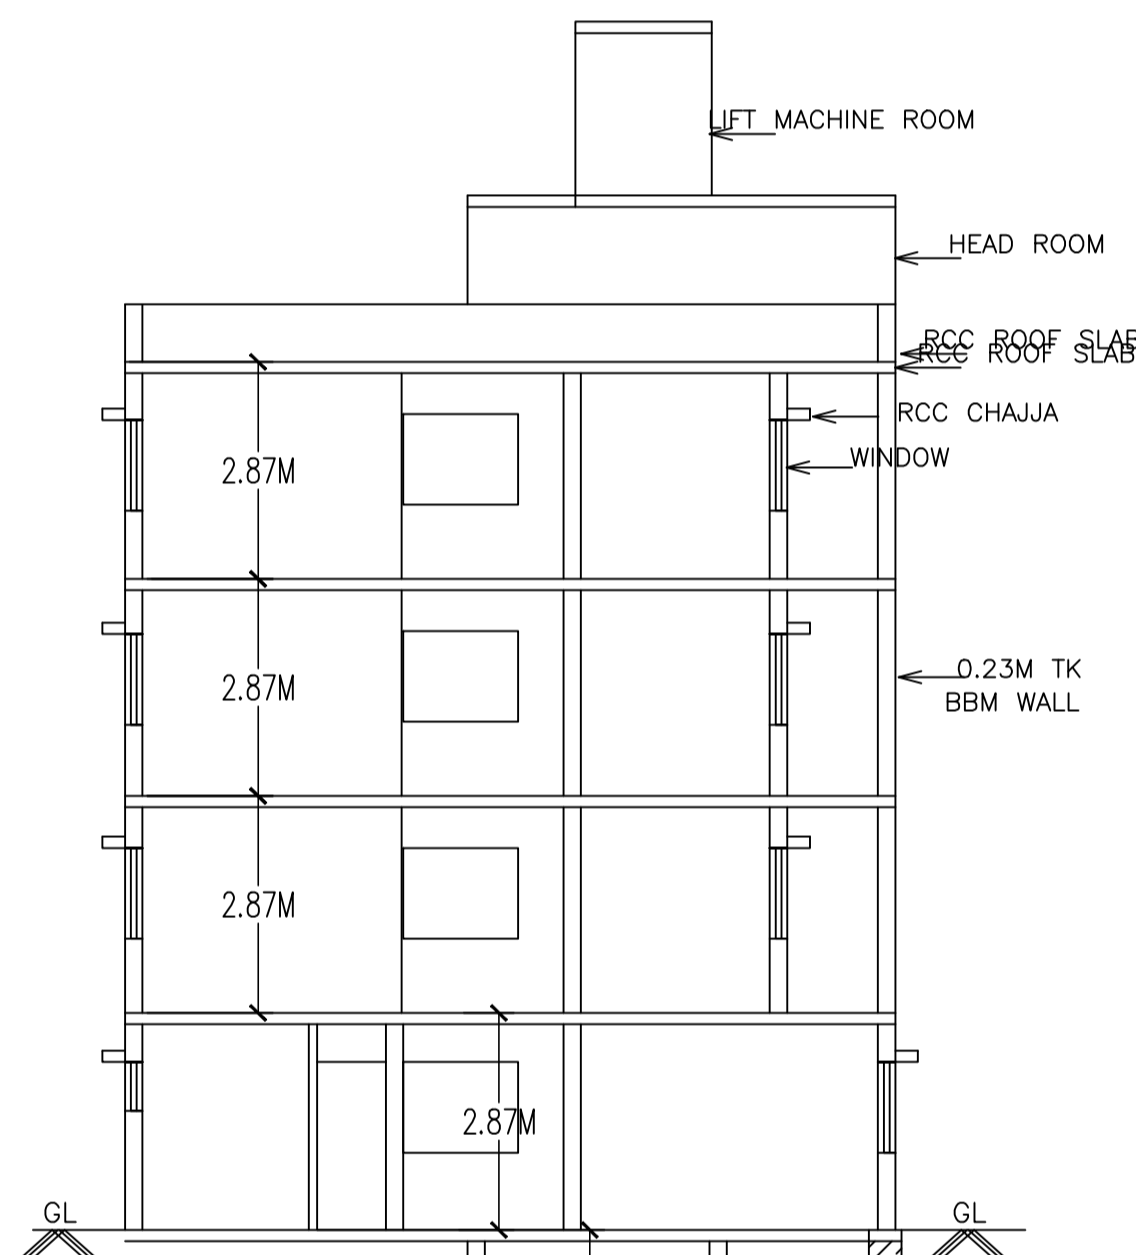 LIFT MACHINE ROOM
HEAD ROOM
RCC ROOF SLAB
RCC ROOF SLAB
RCC CHAJJA
WINDOW
2.87M
0.23M TK
BBM WALL
2.87M
2.87M
2.87M
GL
GL